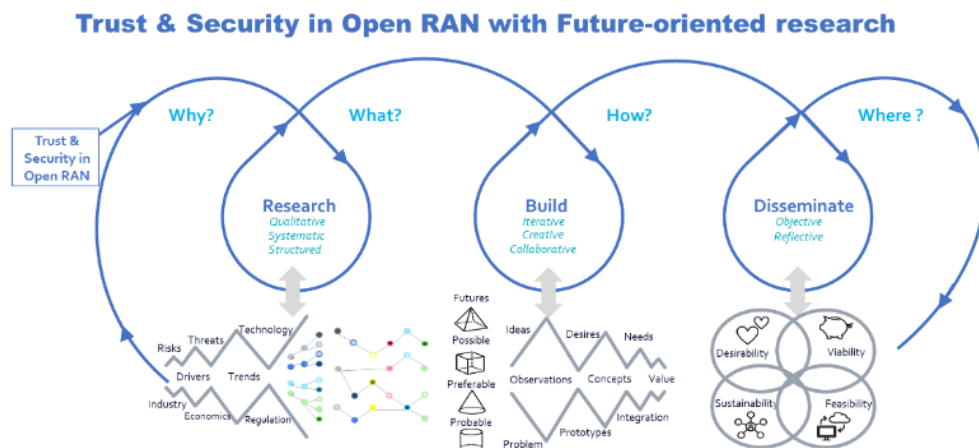 Trust & Security in Open RAN with Future-oriented research
Why?
What?
How?
Where ?
Trust &
Security in
Open RAN
Research
Qualitative
Systematic
Structured
Build
Iterative
Creative
Collaborative
Disseminate
Objective
Reflective
Risks
Threats
Technology
Drivers
Trends
Industry
Economics
Regulation
Futures
Possible
Preferable
Probable
Ideas
Desires
Needs
Observations
Concepts
Value
Problem
Prototypes
Integration
Desirability
Viability
Sustainability
Feasibility